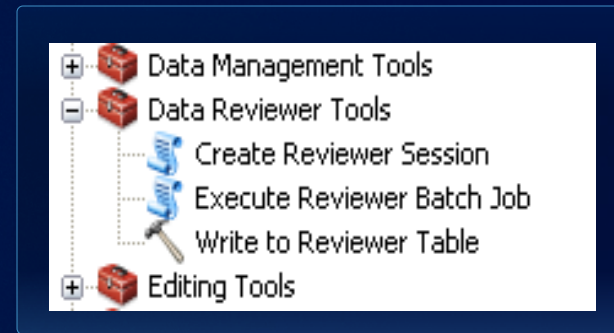 Data Management Tools
Data Reviewer Tools
Create Reviewer Session
Execute Reviewer Batch Job
Write to Reviewer Table
Editing Tools